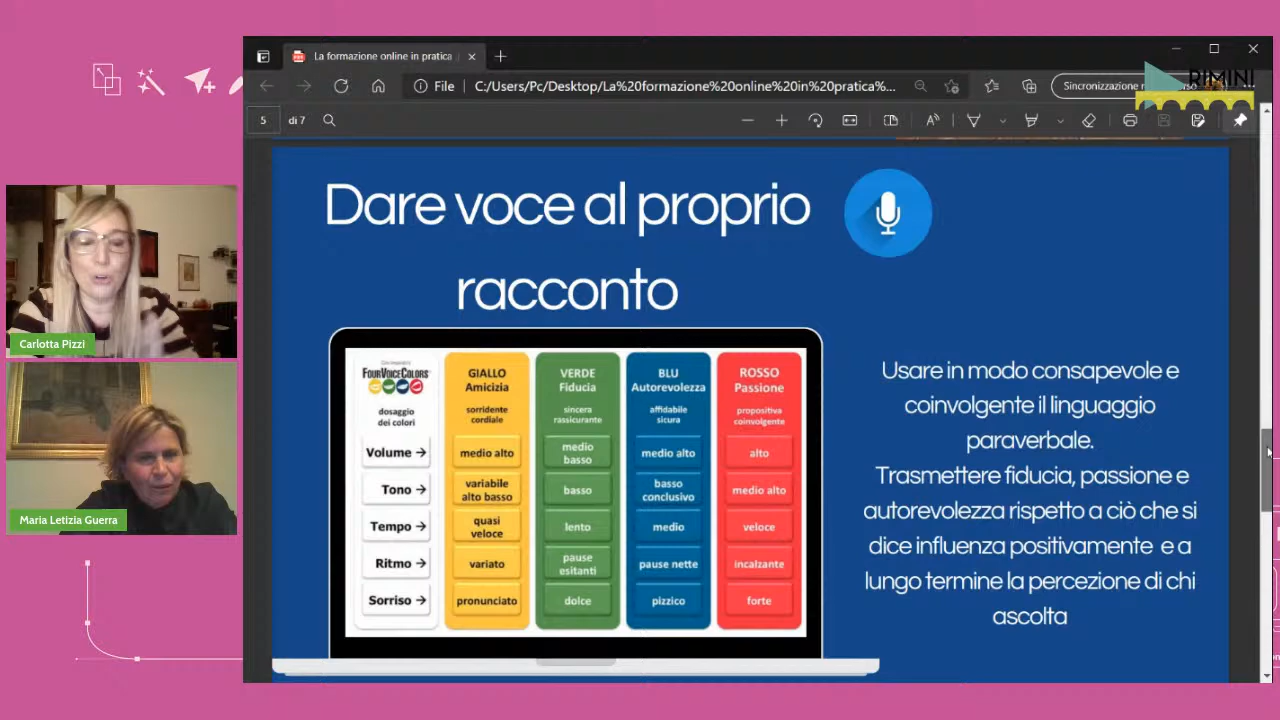 La formazione online in pratica
File
C:/Users/Pc/Desktop/La%20formazione%20online%20in%20pratica%...
Sincronizzazione
RIMINI
5
di 7
Dare voce al proprio
racconto
Carlotta Pizzi
Maria Letizia Guerra
FourVoiceColors
dosaggio
dei colori
GIALLO
Amicizia
sorridente
cordiale
VERDE
Fiducia
sincera
rassicurante
BLU
Autorevolezza
affidabile
sicura
ROSSO
Passione
propositiva
coinvolgente
Volume → medio alto medio basso medio alto alto
Tono → variabile alto basso basso basso conclusivo medio alto
Tempo → quasi veloce lento medio veloce
Ritmo → variato pause esitanti pause nette incalzante
Sorriso → pronunciato dolce pizzico forte
Usare in modo consapevole e
coinvolgente il linguaggio
paraverbale.
Trasmettere fiducia, passione e
autorevolezza rispetto a ciò che si
dice influenza positivamente e a
lungo termine la percezione di chi
ascolta